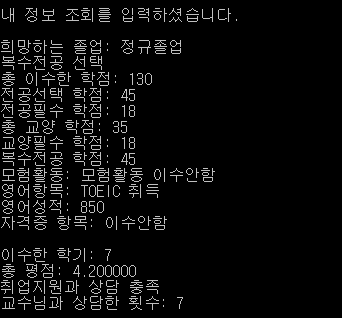 내 정보 조회를 입력하셨습니다.
희망하는 졸업: 정규졸업
복수전공 선택
총 이수한 학점: 130
전공선택 학점: 45
전공필수 학점: 18
총 교양 학점: 35
교양필수 학점: 18
복수전공 학점: 45
모험활동: 모험활동 이수안함
영어항목: TOEIC 취득
영어성적: 850
자격증 항목: 이수안함
이수한 학기: 7
총 평점: 4.200000
취업지원과 상담 충족
교수님과 상담한 횟수: 7